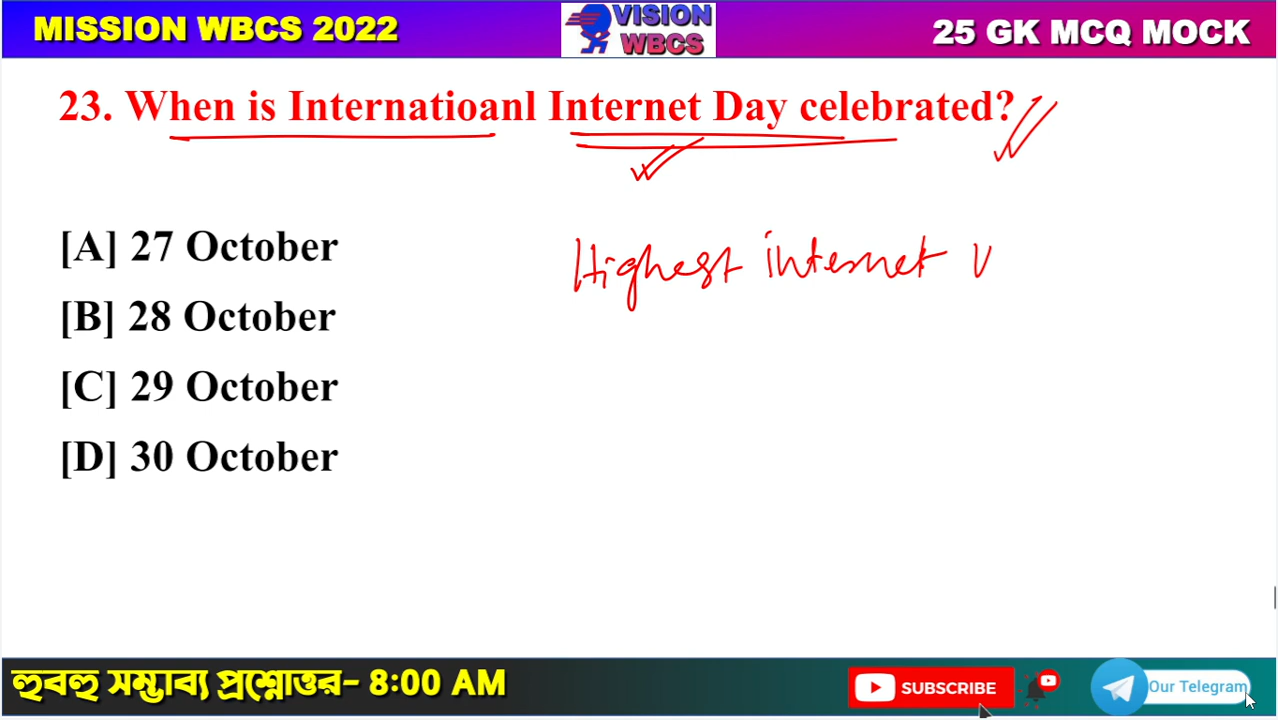 MISSION WBCS 2022
VISION
WBCS
25 GK MCQ MOCK
23. When is Internatioanl Internet Day celebrated?
Highest internet
[A] 27 October
[B] 28 October
[C] 29 October
[D] 30 October
হুবহু সম্ভাব্য প্রশ্নোত্তর- 8:00 AM
SUBSCRIBE
Our Telegram